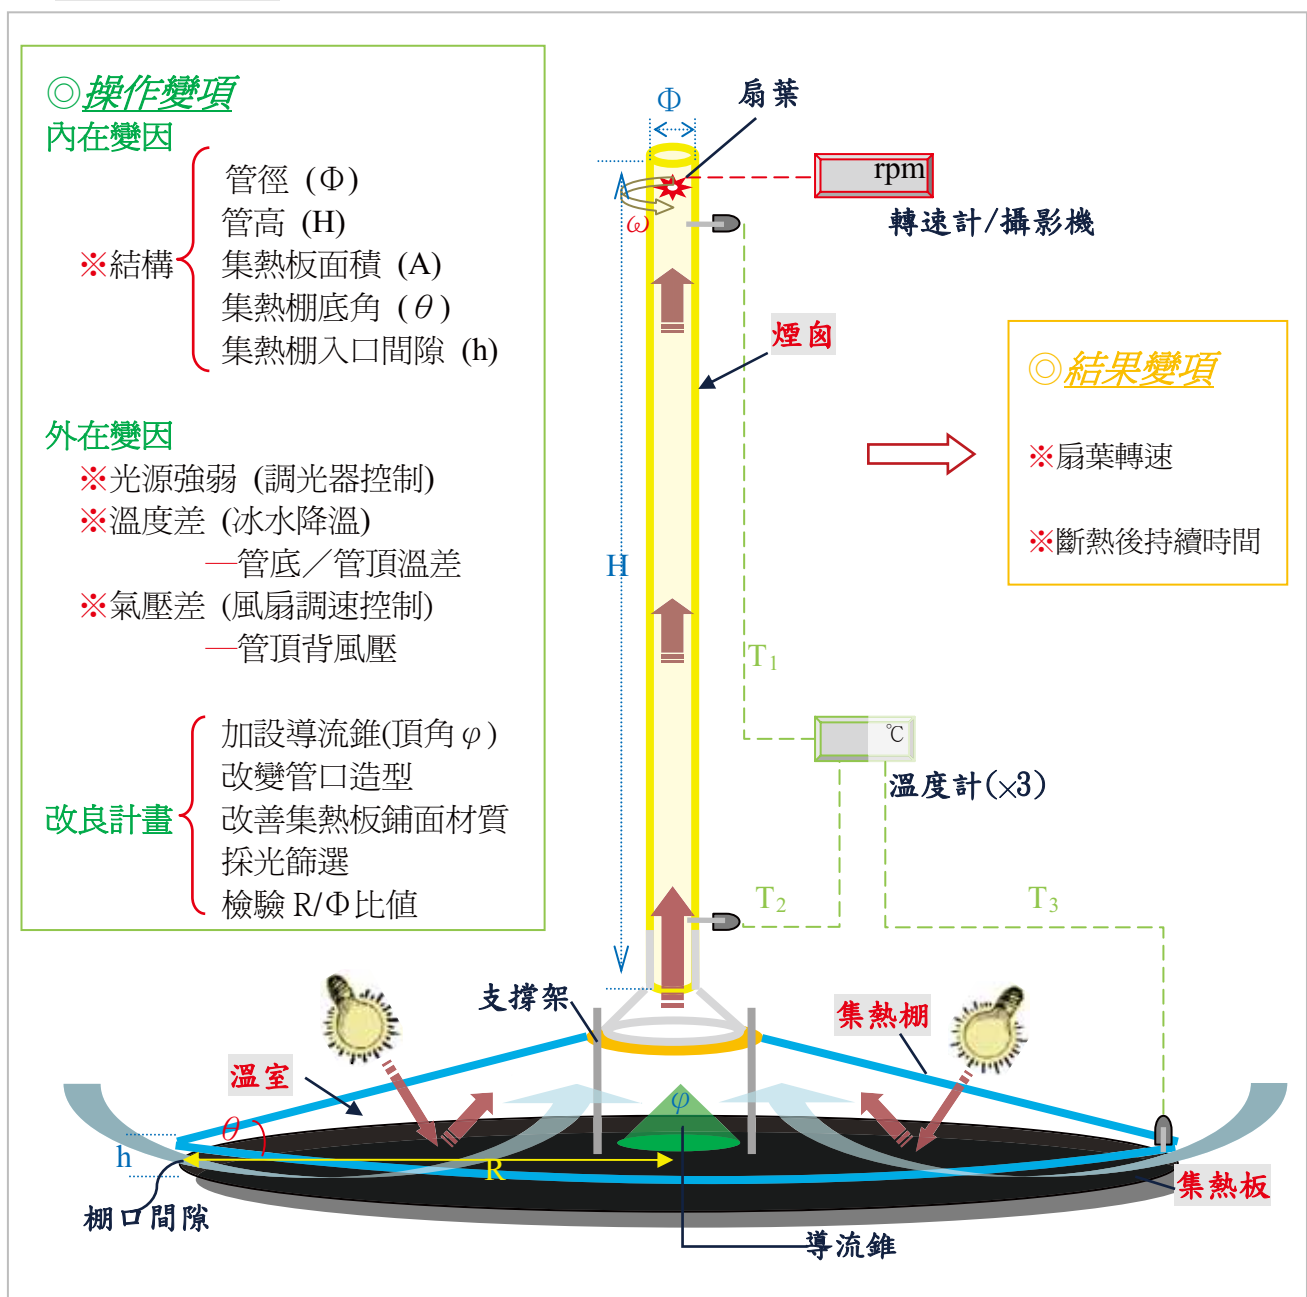 ◎操作變項
內在變因
※結構
管徑 (Φ)
管高 (H)
集熱板面積 (A)
集熱棚底角 (θ)
集熱棚入口間隙 (h)
外在變因
※光源強弱 (調光器控制)
※溫度差 (冰水降溫)
—管底／管頂溫差
※氣壓差 (風扇調速控制)
—管頂背風壓
改良計畫
加設導流錐(頂角φ)
改變管口造型
改善集熱板鋪面材質
採光篩選
檢驗 R/Φ比值
Φ
扇葉
rpm
轉速計/攝影機
ω
煙囪
H
T1
℃
溫度計(×3)
T2
T3
◎結果變項
※扇葉轉速
※斷熱後持續時間
支撐架
集熱棚
溫室
φ
θ
h
R
棚口間隙
集熱板
導流錐